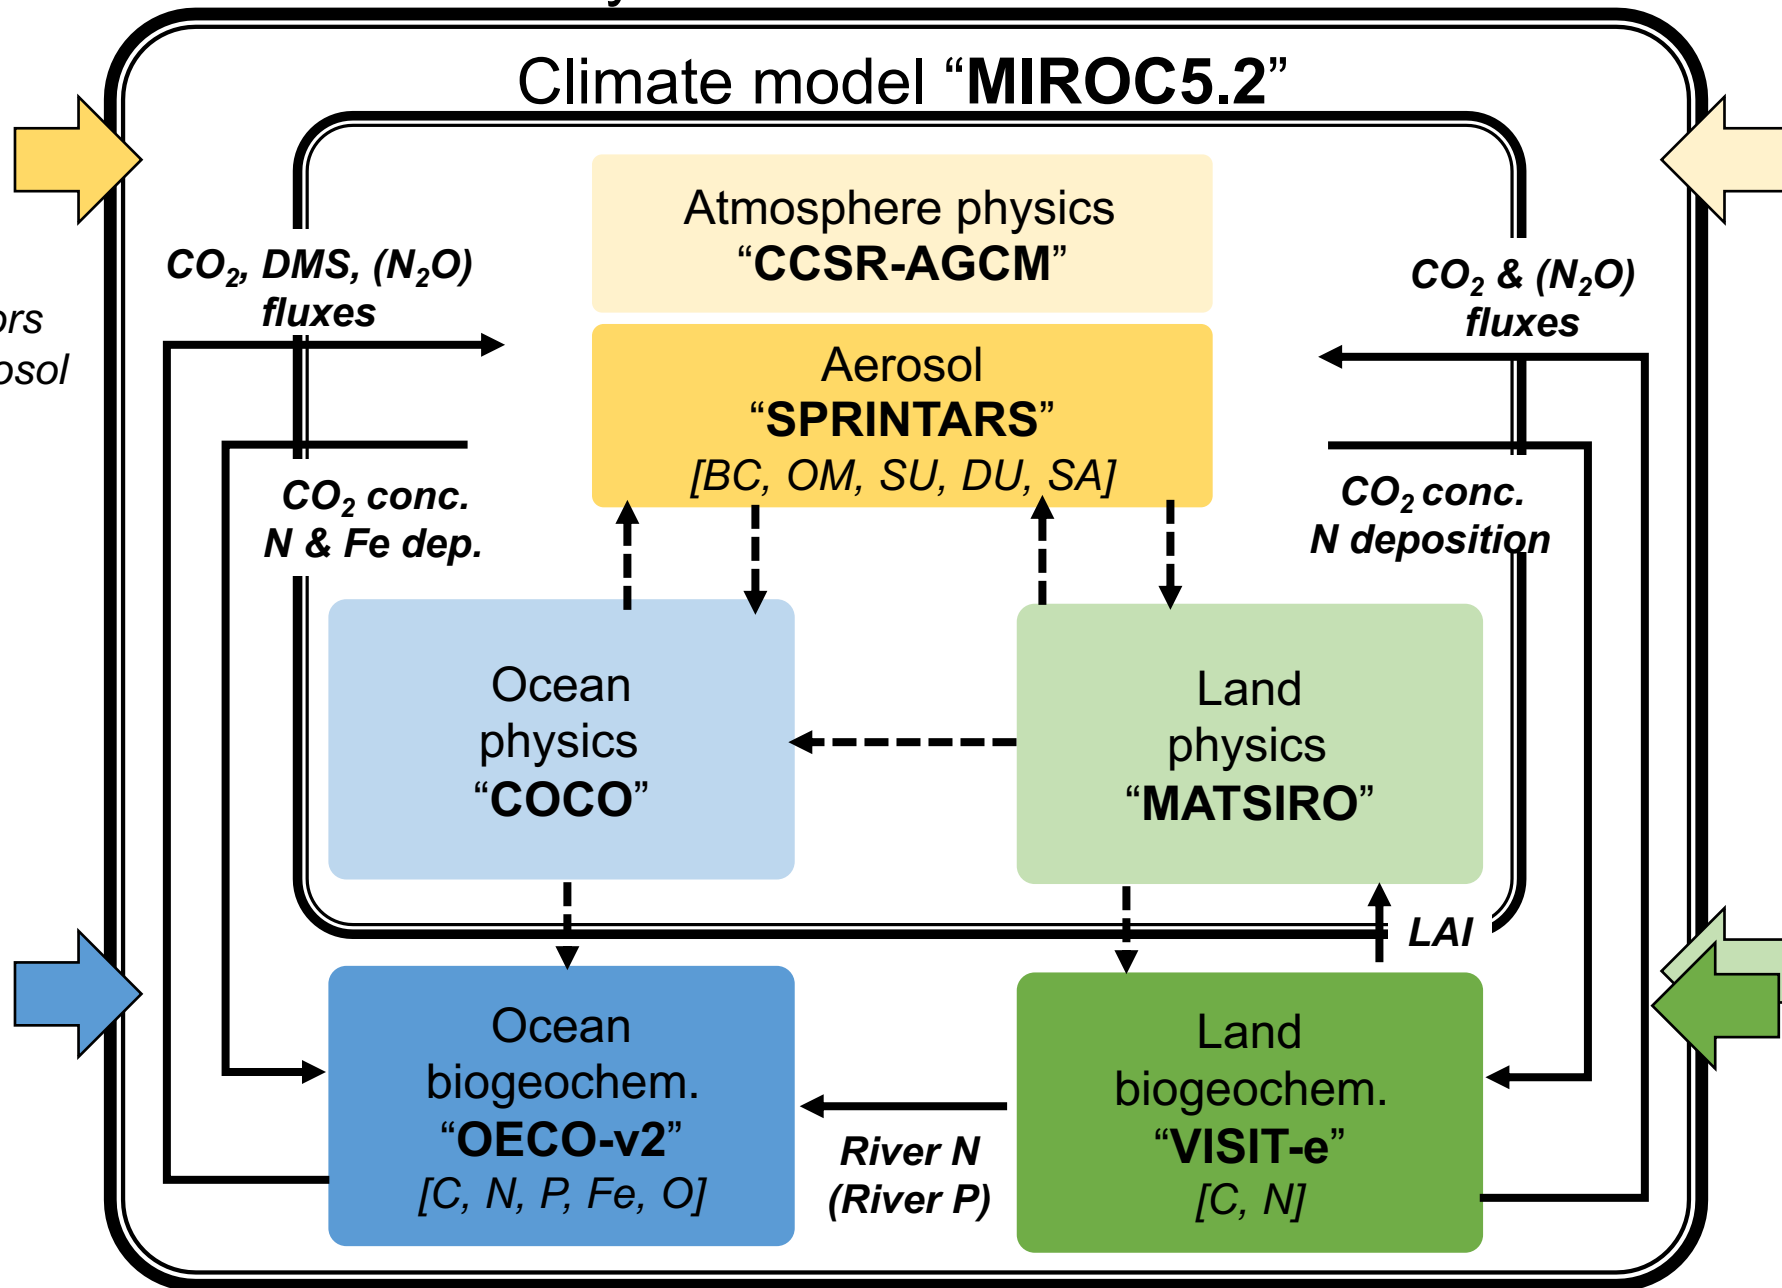 Climate model “MIROC5.2”
Atmosphere physics
“CCSR-AGCM”
CO₂, DMS, (N₂O)
fluxes
CO₂ & (N₂O)
fluxes
Aerosol
“SPRINTARS”
[BC, OM, SU, DU, SA]
CO₂ conc.
N & Fe dep.
CO₂ conc.
N deposition
Ocean
physics
“COCO”
Land
physics
“MATSIRO”
LAI
Ocean
biogeochem.
“OECO-v2”
[C, N, P, Fe, O]
River N
(River P)
Land
biogeochem.
“VISIT-e”
[C, N]